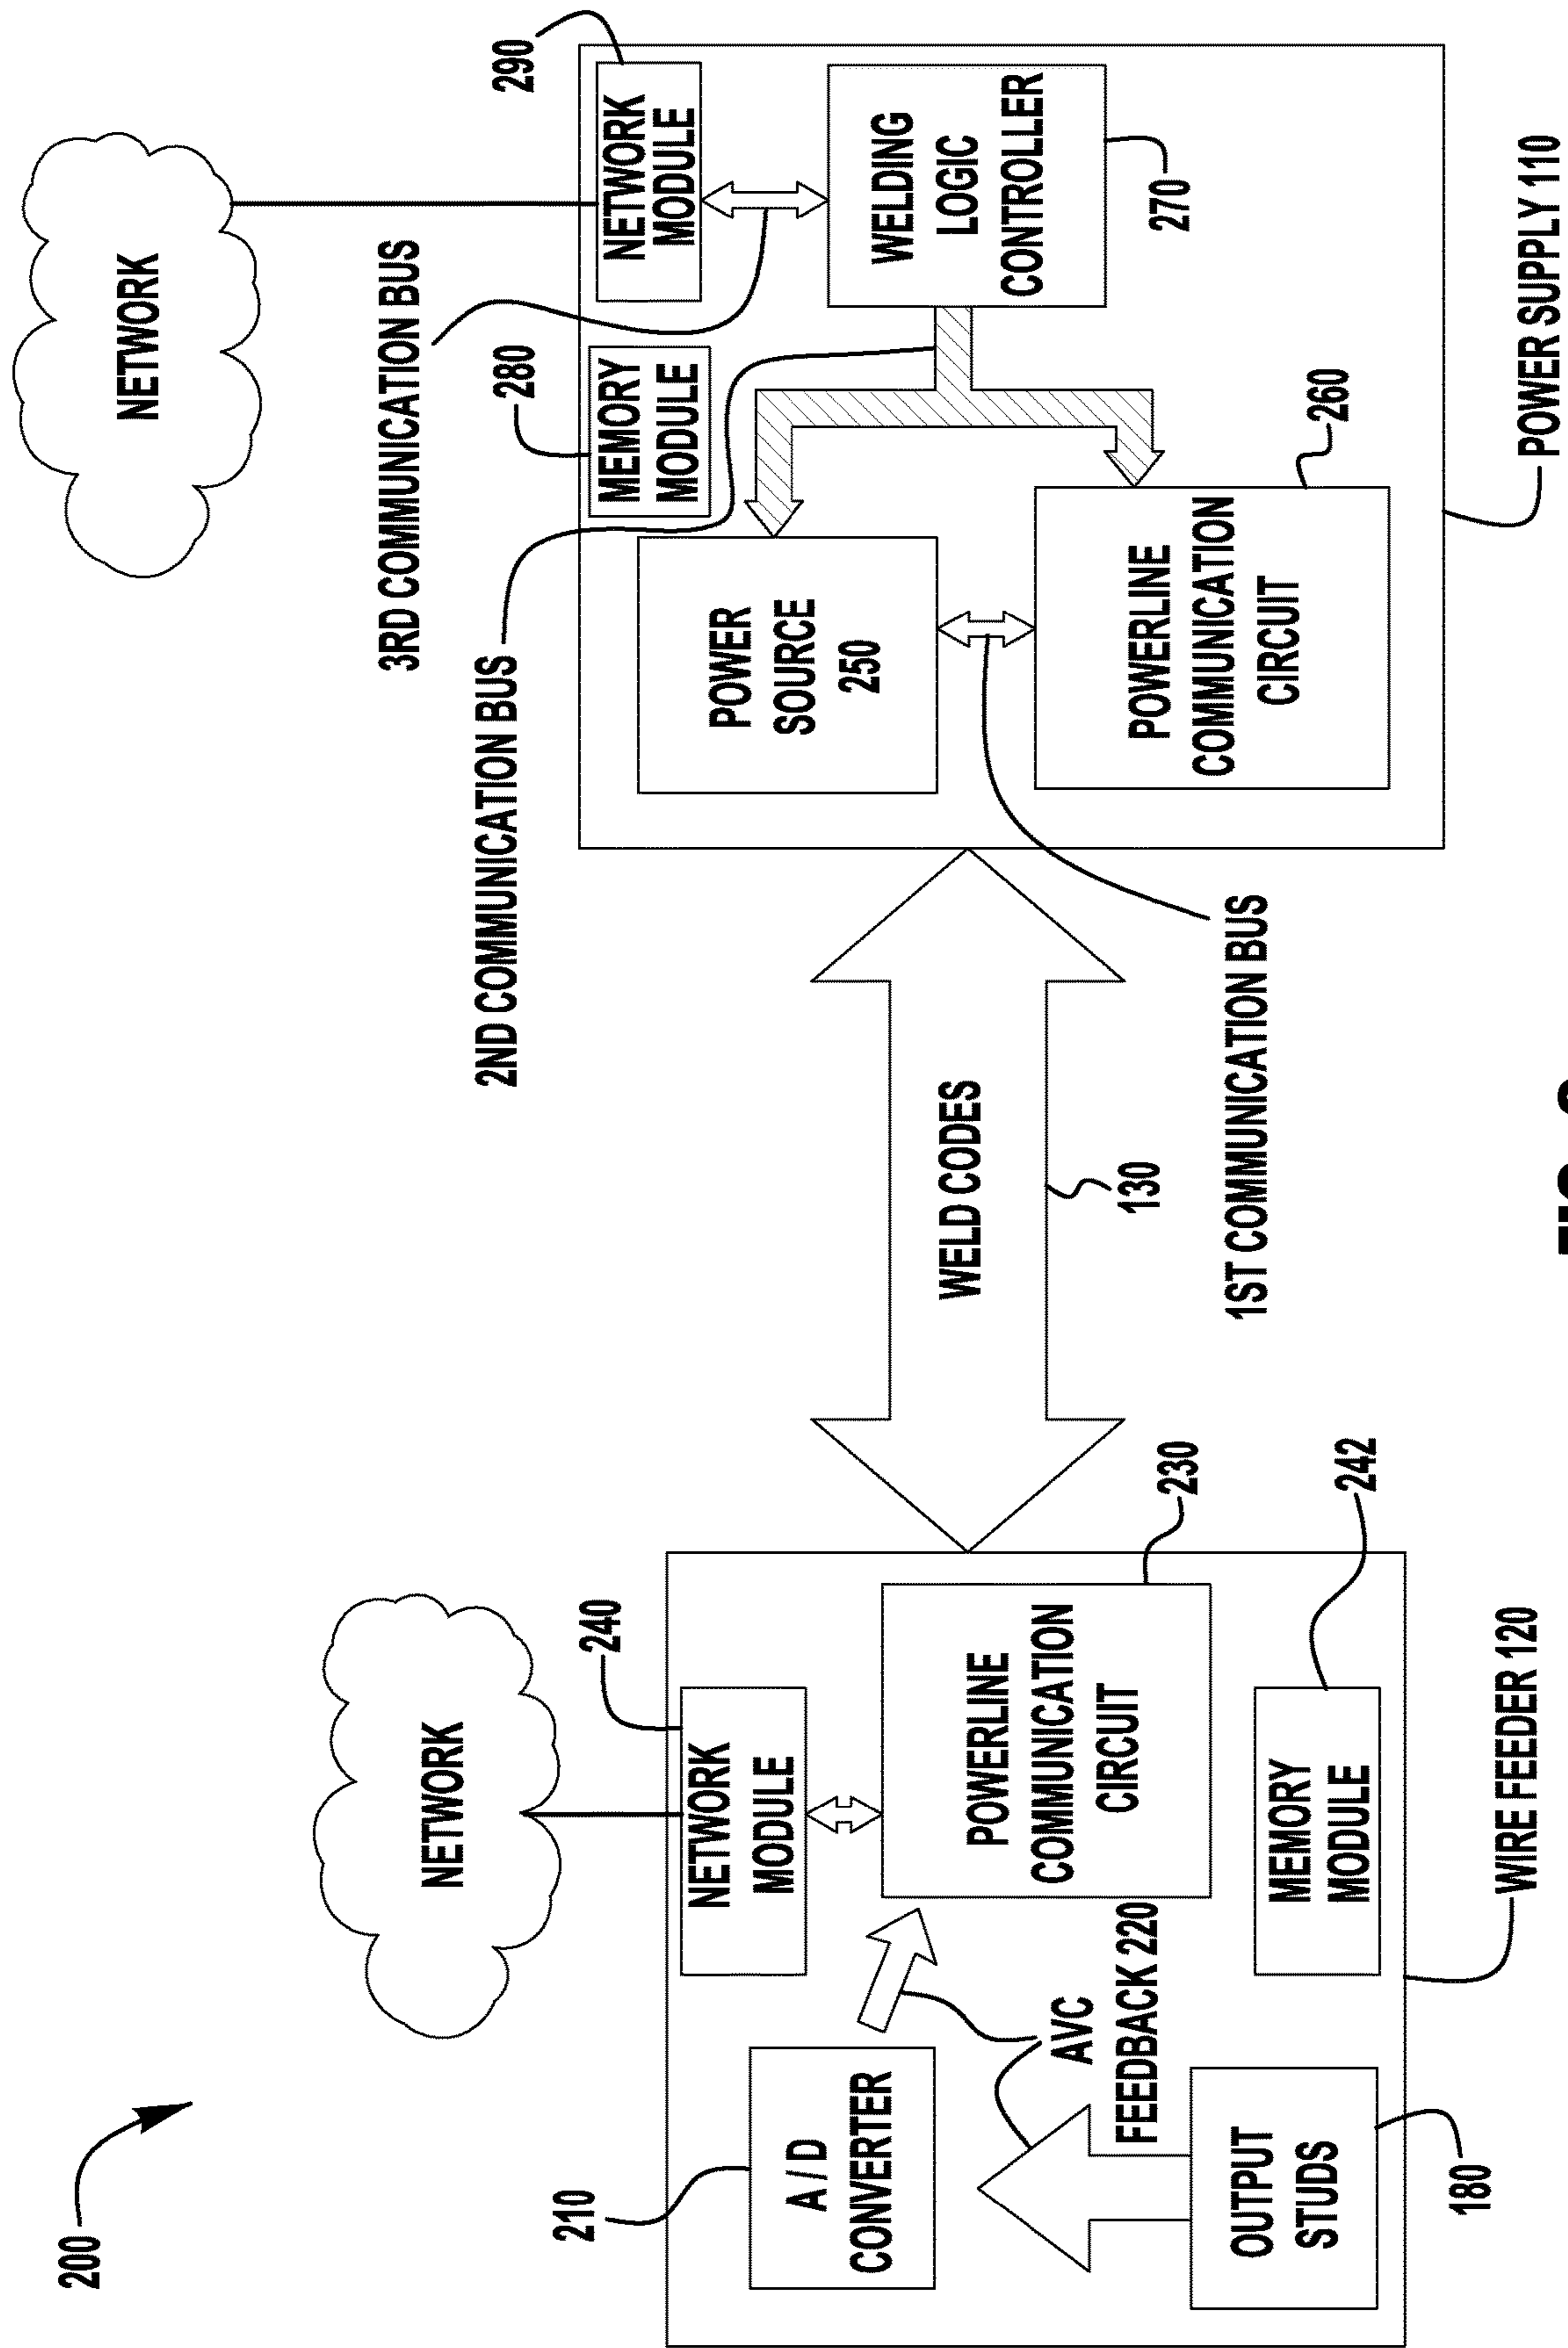 200
NETWORK
NETWORK
3RD COMMUNICATION BUS
2ND COMMUNICATION BUS
290
280
NETWORK
MODULE
MEMORY
MODULE
POWER
SOURCE
250
WELDING
LOGIC
CONTROLLER
270
POWERLINE
COMMUNICATION
CIRCUIT
260
POWER SUPPLY 110
1ST COMMUNICATION BUS
WELD CODES
130
210
240
NETWORK
MODULE
A / D
CONVERTER
POWERLINE
COMMUNICATION
CIRCUIT
230
AVC
FEEDBACK 220
OUTPUT
STUDS
180
MEMORY
MODULE
242
WIRE FEEDER 120